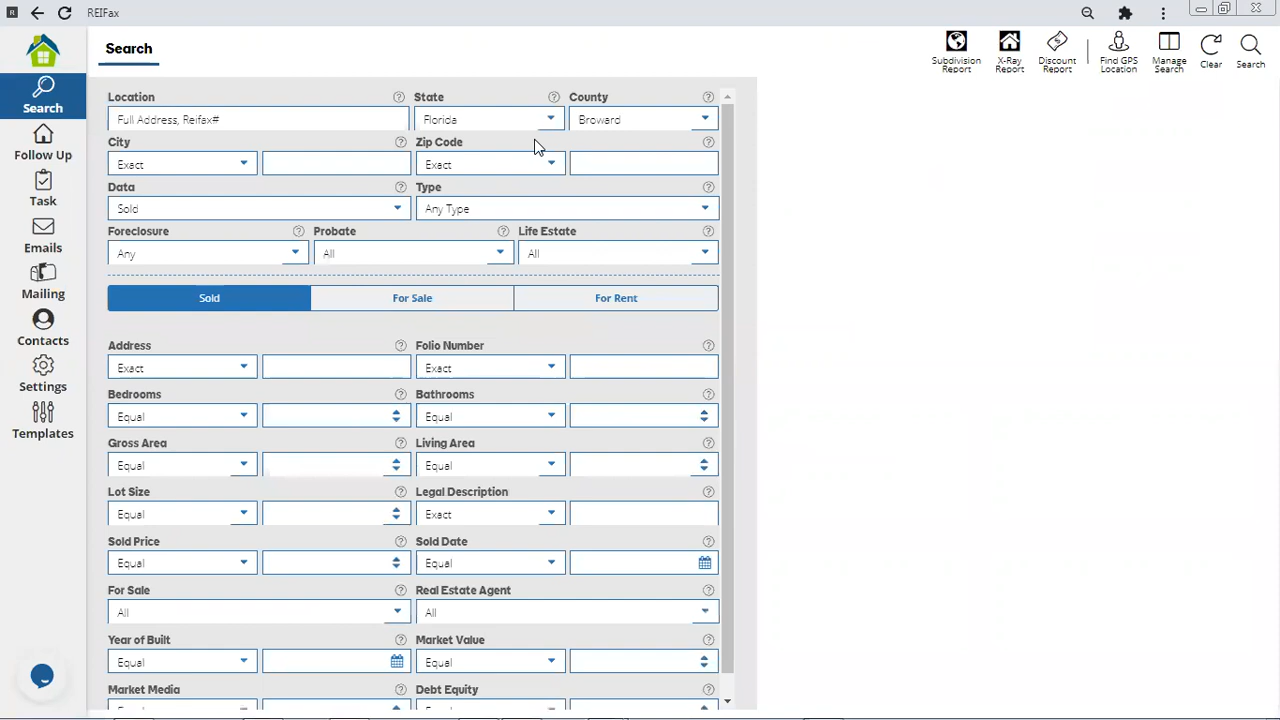 R REIFax
Search
Subdivision Report
X-Ray Report
Discount Report
Find GPS Location
Manage Search
Clear
Search
Search
Follow Up
Task
Emails
Mailing
Contacts
Settings
Templates
Location ? State ? County ?
Full Address, Reifax# Florida Broward
City ? Zip Code ?
Exact Exact
Data ? Type ?
Sold Any Type
Foreclosure ? Probate ? Life Estate ?
Any All All
Sold For Sale For Rent
Address ? Folio Number ?
Exact Exact
Bedrooms ? Bathrooms ?
Equal Equal
Gross Area ? Living Area ?
Equal Equal
Lot Size ? Legal Description ?
Equal Exact
Sold Price ? Sold Date ?
Equal Equal
For Sale ? Real Estate Agent ?
All All
Year of Built ? Market Value ?
Equal Equal
Market Media ? Debt Equity ?